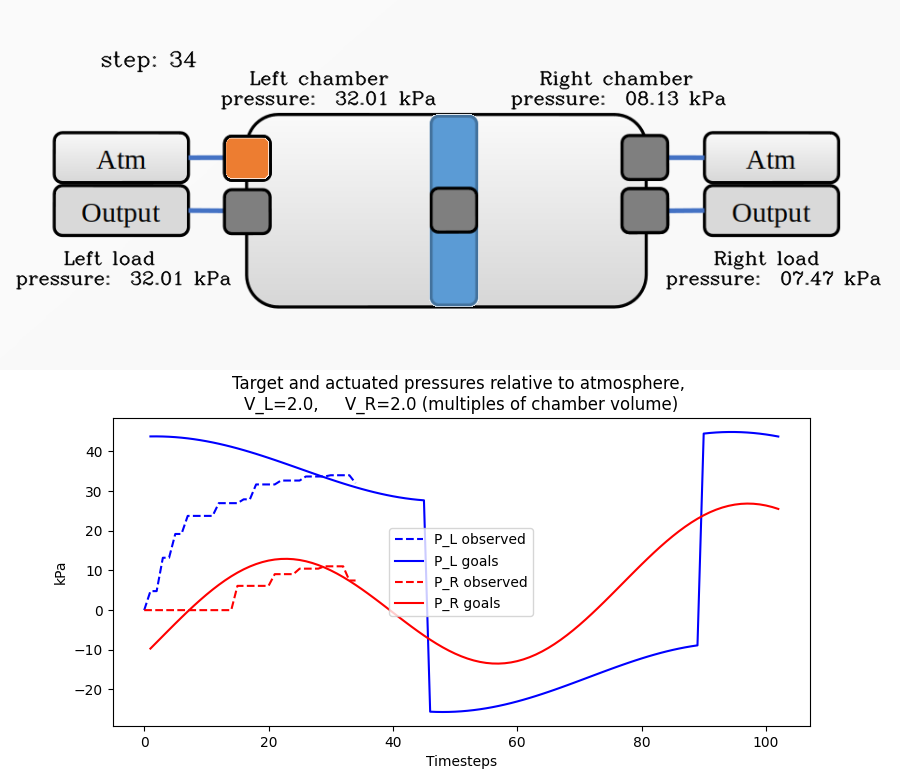 step: 34
Left chamber
pressure: 32.01 kPa
Right chamber
pressure: 08.13 kPa
Atm
Output
Atm
Output
Left load
pressure: 32.01 kPa
Right load
pressure: 07.47 kPa
Target and actuated pressures relative to atmosphere,
V_L=2.0, V_R=2.0 (multiples of chamber volume)
kPa
40
30
20
10
0
−10
−20
P_L observed
P_L goals
P_R observed
P_R goals
0 20 40 60 80 100
Timesteps